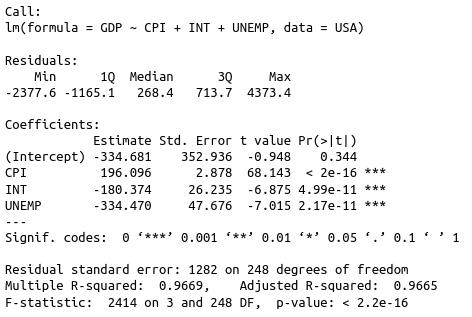 Call:
lm(formula = GDP ~ CPI + INT + UNEMP, data = USA)

Residuals:
    Min      1Q  Median      3Q     Max
-2377.6 -1165.1   268.4   713.7  4373.4

Coefficients:
            Estimate Std. Error t value Pr(>|t|)
(Intercept) -334.681    352.936  -0.948    0.344
CPI          196.096      2.878  68.143  < 2e-16 ***
INT         -180.374     26.235  -6.875 4.99e-11 ***
UNEMP       -334.470     47.676  -7.015 2.17e-11 ***
---
Signif. codes:  0 ‘***’ 0.001 ‘**’ 0.01 ‘*’ 0.05 ‘.’ 0.1 ‘ ’ 1

Residual standard error: 1282 on 248 degrees of freedom
Multiple R-squared:  0.9669,    Adjusted R-squared:  0.9665
F-statistic:  2414 on 3 and 248 DF,  p-value: < 2.2e-16